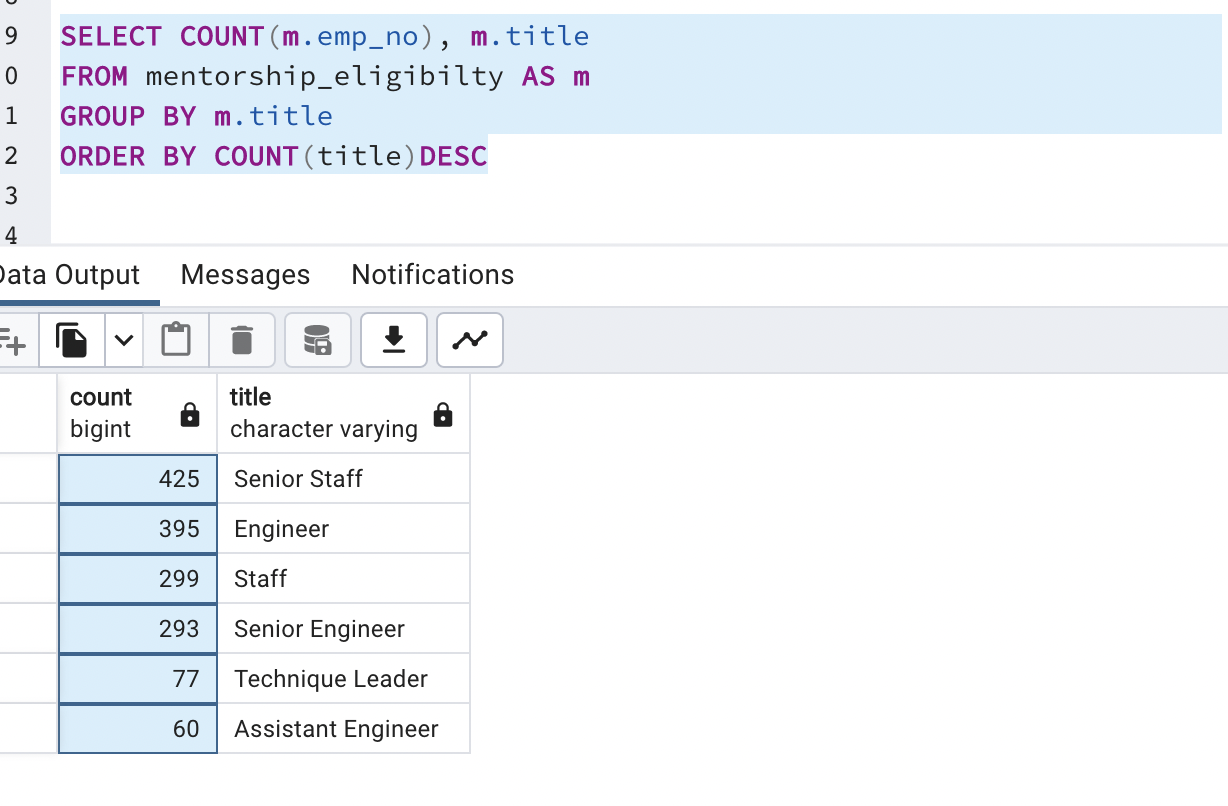 9 SELECT COUNT(m.emp_no), m.title
0 FROM mentorship_eligibilty AS m
1 GROUP BY m.title
2 ORDER BY COUNT(title)DESC
3
4
Data Output Messages Notifications
count title
bigint character varying
425 Senior Staff
395 Engineer
299 Staff
293 Senior Engineer
77 Technique Leader
60 Assistant Engineer